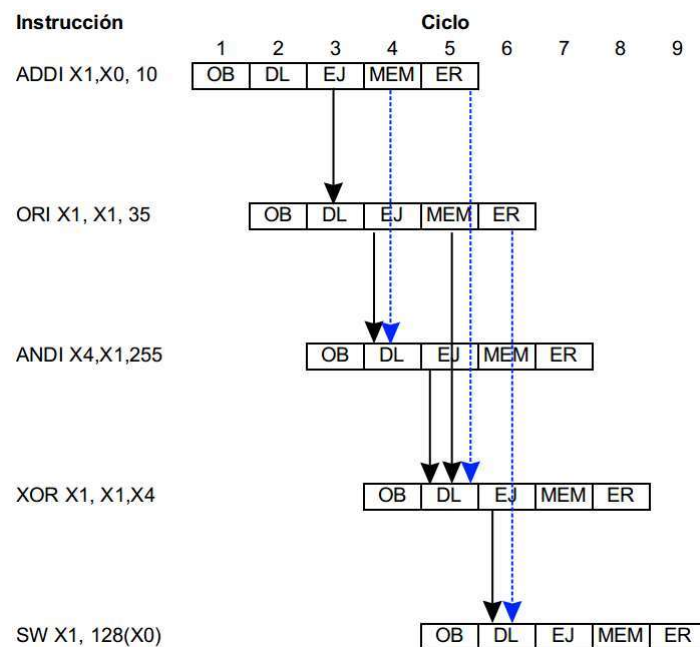 Instrucción Ciclo
1 2 3 4 5 6 7 8 9
ADDI X1,X0, 10 OB DL EJ MEM ER
ORI X1, X1, 35 OB DL EJ MEM ER
ANDI X4,X1,255 OB DL EJ MEM ER
XOR X1, X1,X4 OB DL EJ MEM ER
SW X1, 128(X0) OB DL EJ MEM ER